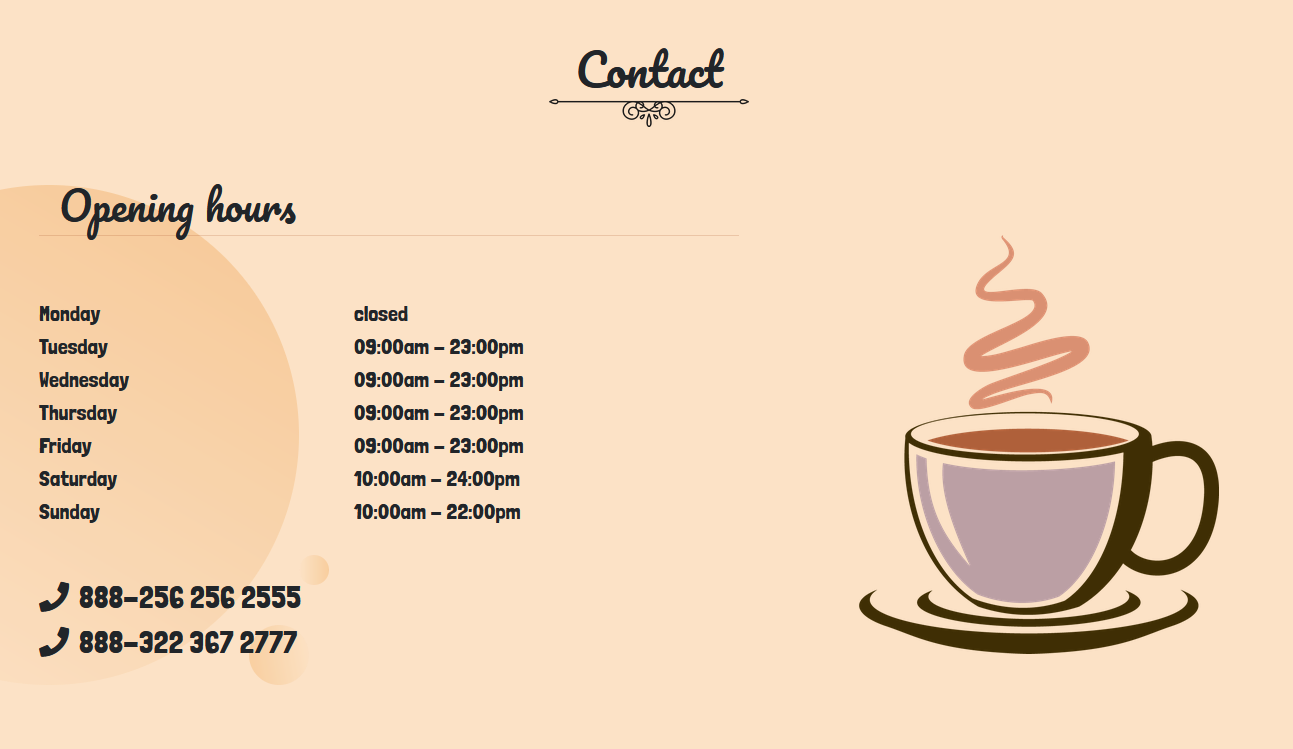 Contact
Opening hours
Monday closed
Tuesday 09:00am - 23:00pm
Wednesday 09:00am - 23:00pm
Thursday 09:00am - 23:00pm
Friday 09:00am - 23:00pm
Saturday 10:00am - 24:00pm
Sunday 10:00am - 22:00pm
888-256 256 2555
888-322 367 2777